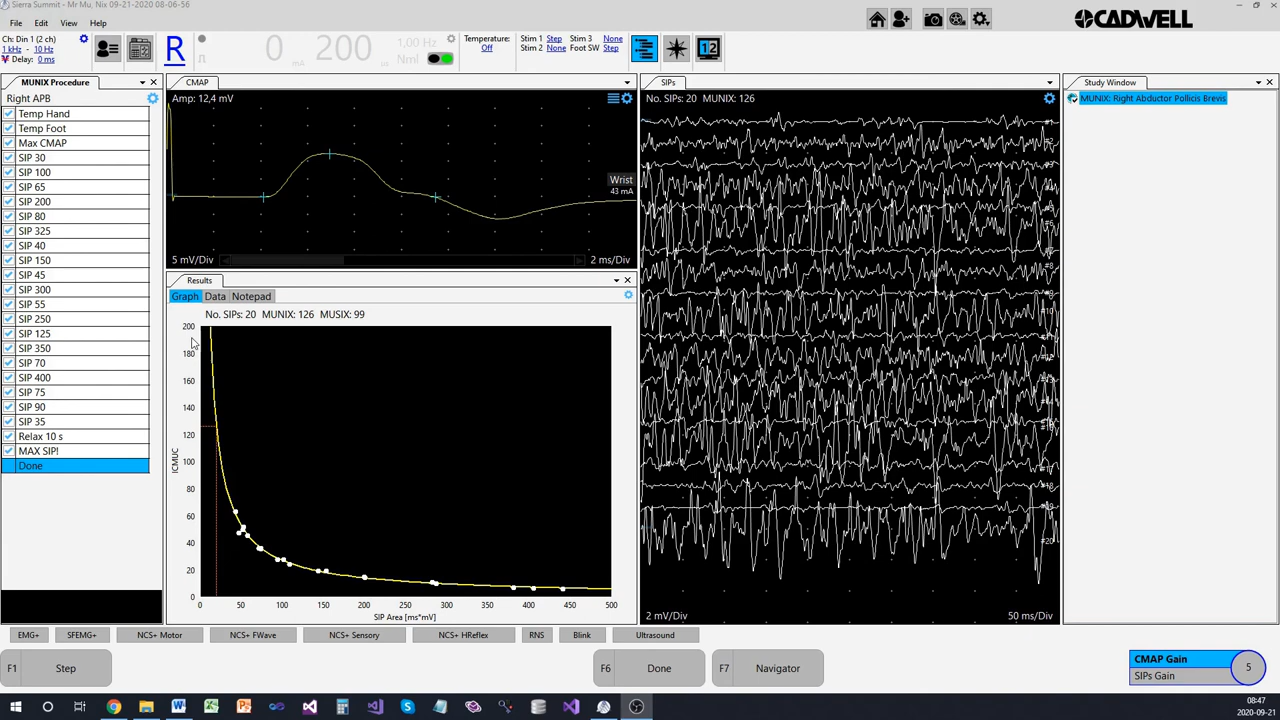 Sierra Summit - Mr Mu, Nix 09-21-2020 08-06-56
File Edit View Help
CADWELL
Ch: Din 1 (2 ch)
1 kHz - 10 Hz
Delay: 0 ms
R
0 mA
200 us
1,00 Hz
Nml
Temperature:
Off
Stim 1 Step
Stim 2 None
Stim 3 None
Foot SW Step
12
MUNIX Procedure
Right APB
Temp Hand
Temp Foot
Max CMAP
SIP 30
SIP 100
SIP 65
SIP 200
SIP 80
SIP 325
SIP 40
SIP 150
SIP 45
SIP 300
SIP 55
SIP 250
SIP 125
SIP 350
SIP 70
SIP 400
SIP 75
SIP 90
SIP 35
Relax 10 s
MAX SIP!
Done
CMAP
Amp: 12,4 mV
Wrist
43 mA
5 mV/Div
2 ms/Div
Results
Graph Data Notepad
No. SIPs: 20 MUNIX: 126 MUSIX: 99
200
180
160
140
120
100
80
60
40
20
0
ICMUC
0 50 100 150 200 250 300 350 400 450 500
SIP Area [ms*mV]
SIPs
No. SIPs: 20 MUNIX: 126
#8
#20
2 mV/Div
50 ms/Div
Study Window
MUNIX: Right Abductor Pollicis Brevis
EMG+ SFEMG+ NCS+ Motor NCS+ FWave NCS+ Sensory NCS+ HReflex RNS Blink Ultrasound
F1 Step
F6 Done
F7 Navigator
CMAP Gain
SIPs Gain
5
08:47
2020-09-21